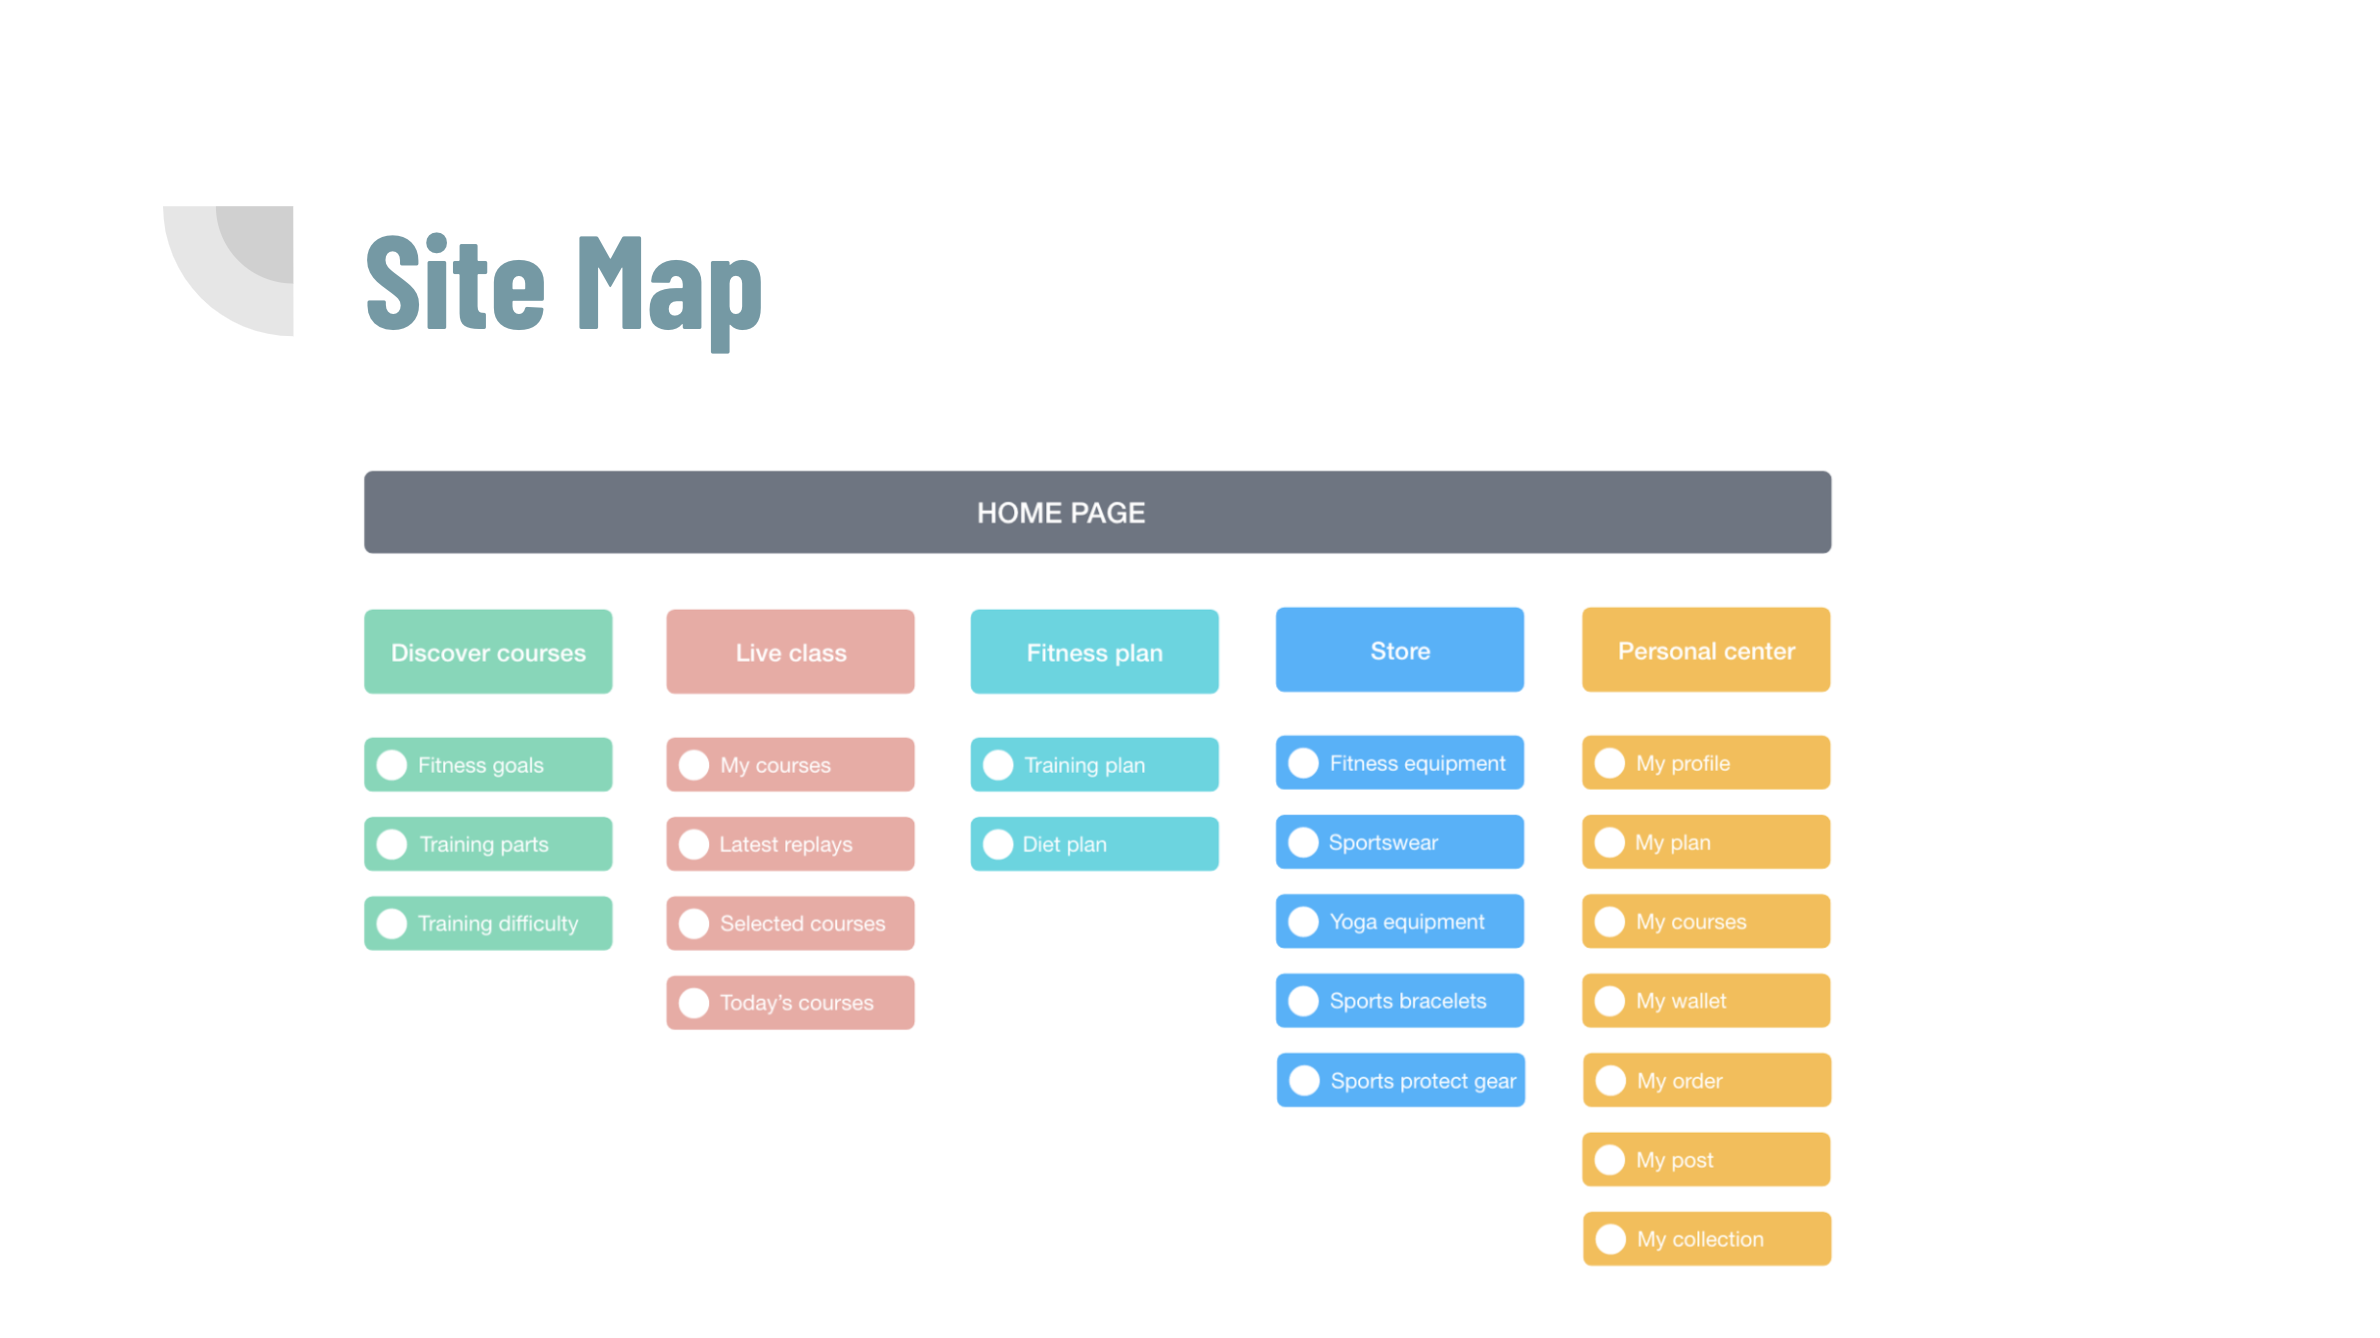 Site Map
HOME PAGE
Discover courses
Fitness goals
Training parts
Training difficulty
Live class
My courses
Latest replays
Selected courses
Today's courses
Fitness plan
Training plan
Diet plan
Store
Fitness equipment
Sportswear
Yoga equipment
Sports bracelets
Sports protect gear
Personal center
My profile
My plan
My courses
My wallet
My order
My post
My collection